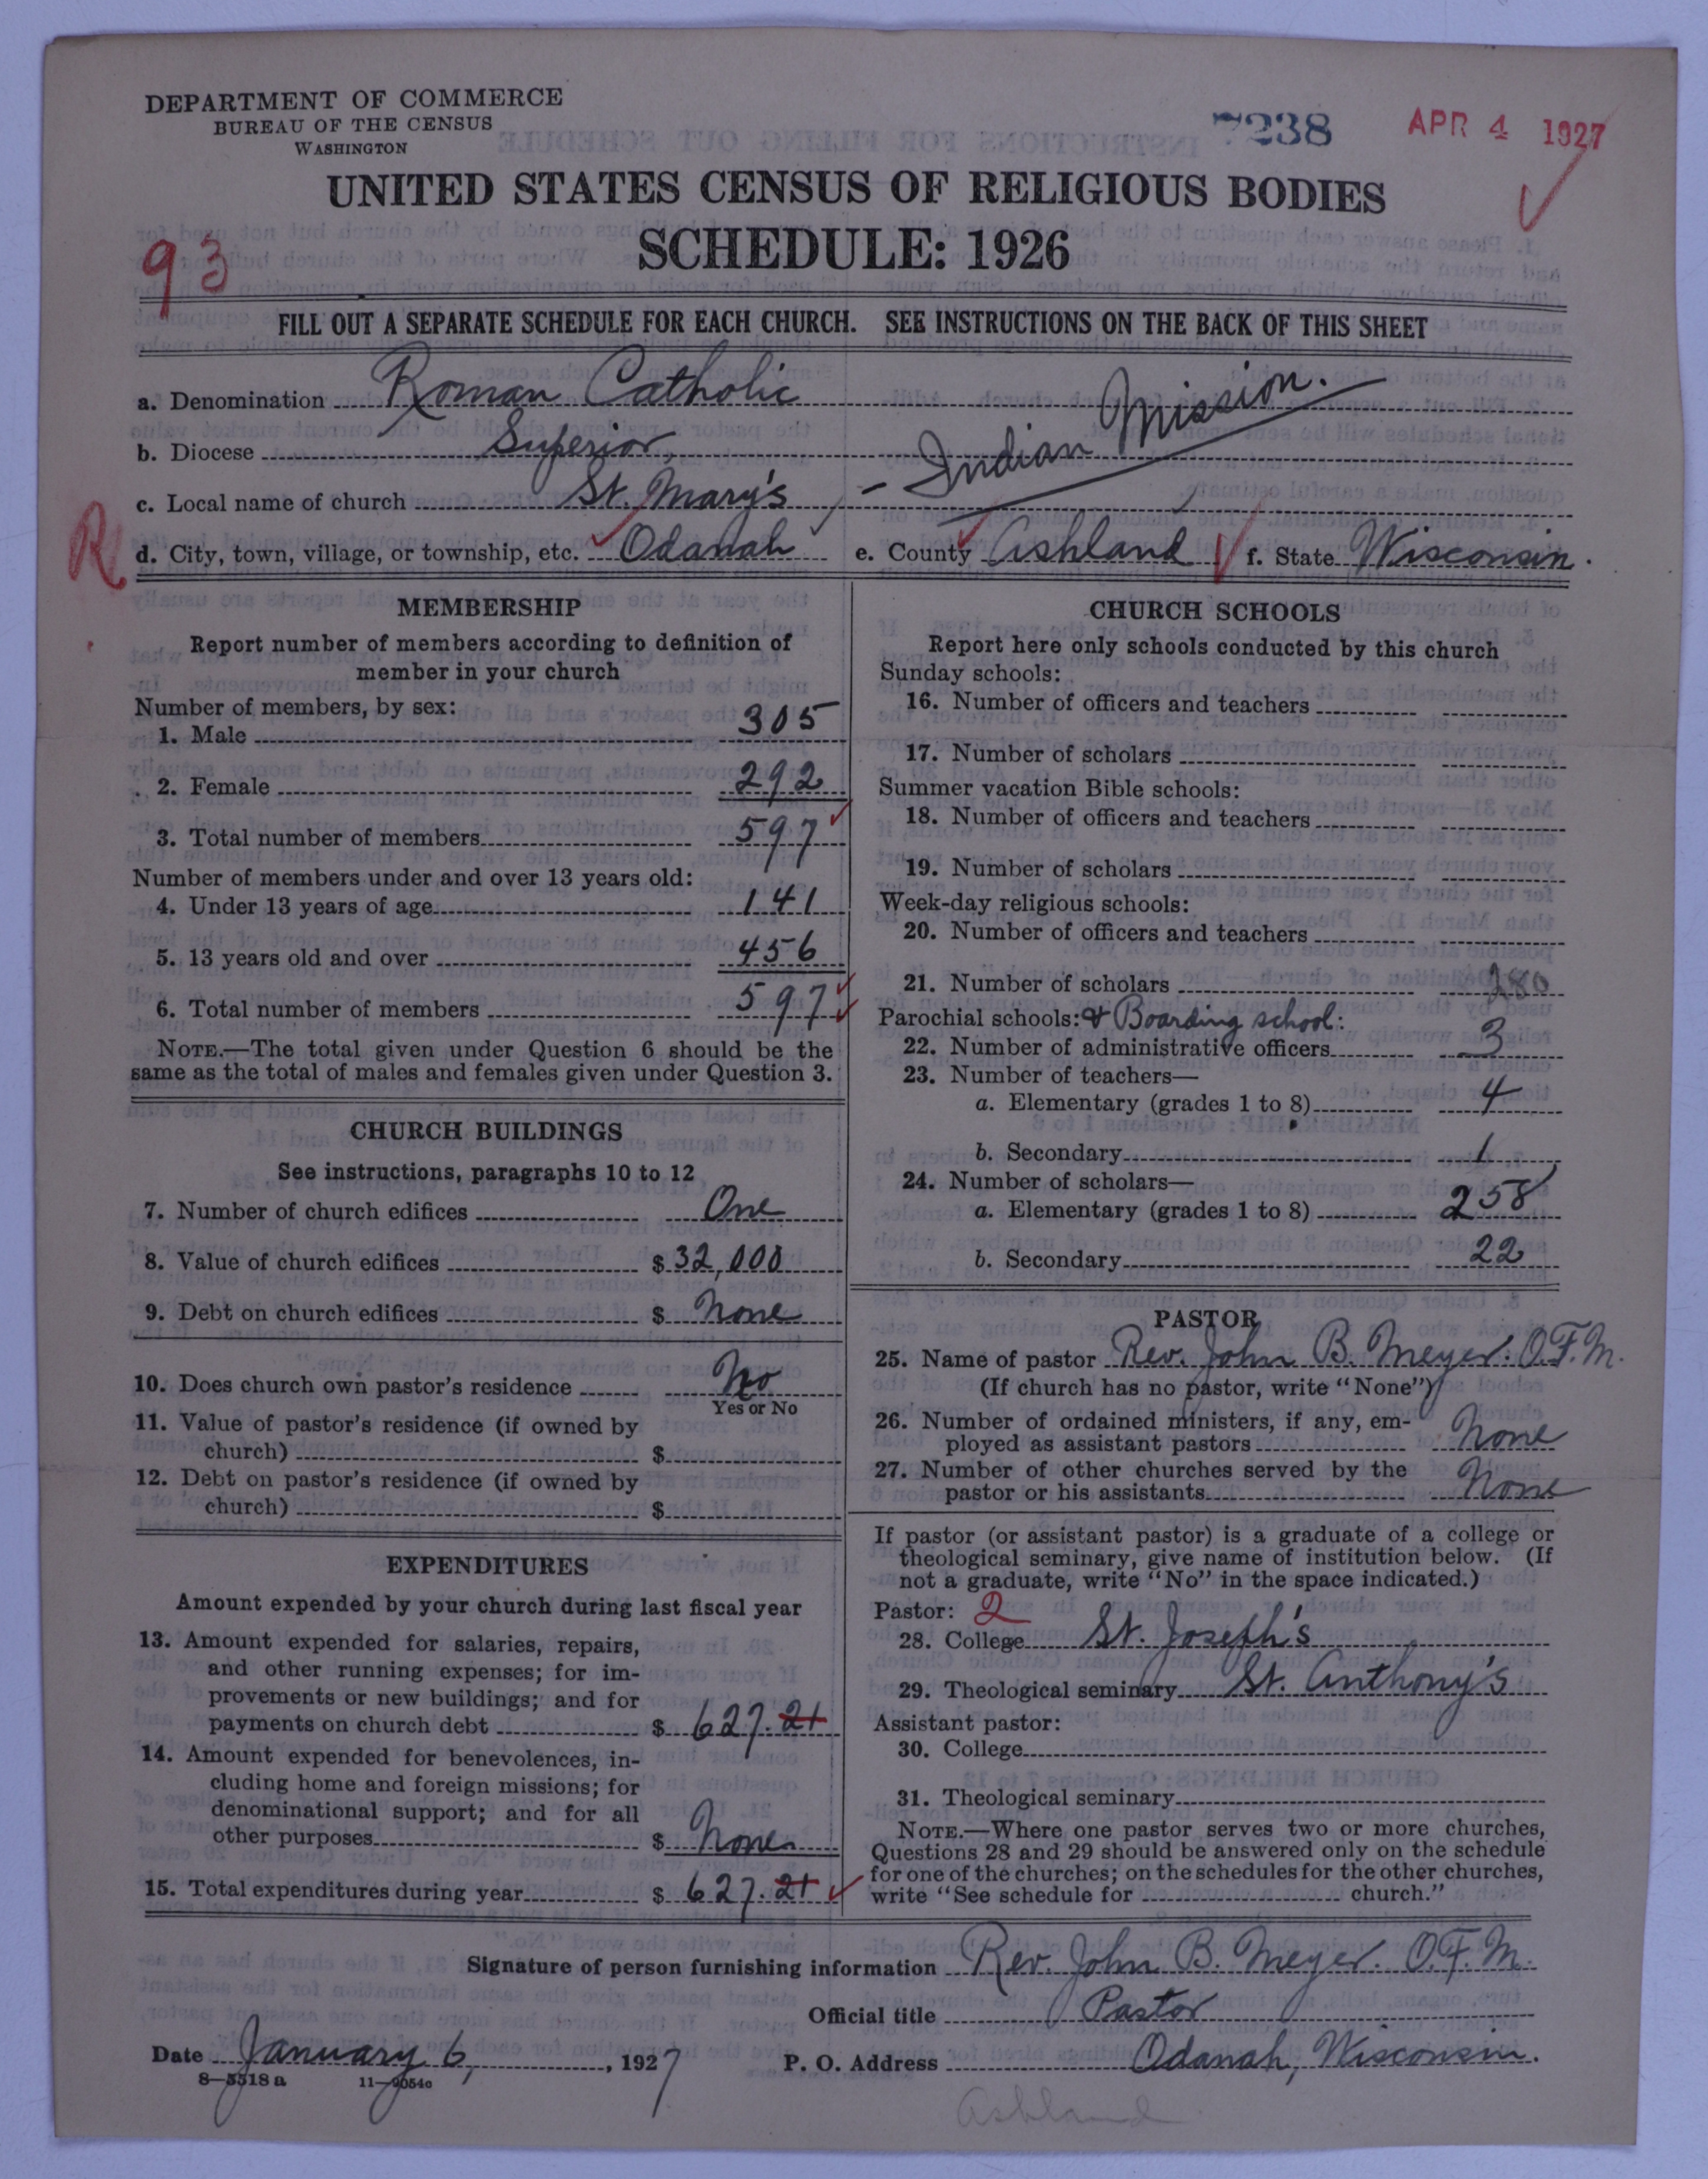 DEPARTMENT OF COMMERCE
BUREAU OF THE CENSUS
WASHINGTON
7238 APR 4 1927
UNITED STATES CENSUS OF RELIGIOUS BODIES
SCHEDULE: 1926
93
FILL OUT A SEPARATE SCHEDULE FOR EACH CHURCH. SEE INSTRUCTIONS ON THE BACK OF THIS SHEET
a. Denomination Roman Catholic
b. Diocese Superior,
c. Local name of church St. Mary's - Indian Mission.
R
d. City, town, village, or township, etc. Odanah e. County Ashland f. State Wisconsin.
MEMBERSHIP
Report number of members according to definition of
member in your church
Number of members, by sex:
1. Male 305
2. Female 292
3. Total number of members 597
Number of members under and over 13 years old:
4. Under 13 years of age 141
5. 13 years old and over 456
6. Total number of members 597
NOTE.—The total given under Question 6 should be the
same as the total of males and females given under Question 3.
CHURCH BUILDINGS
See instructions, paragraphs 10 to 12
7. Number of church edifices One
8. Value of church edifices $ 32,000
9. Debt on church edifices $ None
10. Does church own pastor's residence No
Yes or No
11. Value of pastor's residence (if owned by
church) $
12. Debt on pastor's residence (if owned by
church) $
EXPENDITURES
Amount expended by your church during last fiscal year
13. Amount expended for salaries, repairs,
and other running expenses; for im-
provements or new buildings; and for
payments on church debt $ 627.21
14. Amount expended for benevolences, in-
cluding home and foreign missions; for
denominational support; and for all
other purposes $ None
15. Total expenditures during year $ 627.21
CHURCH SCHOOLS
Report here only schools conducted by this church
Sunday schools:
16. Number of officers and teachers
17. Number of scholars
Summer vacation Bible schools:
18. Number of officers and teachers
19. Number of scholars
Week-day religious schools:
20. Number of officers and teachers
21. Number of scholars 280
Parochial schools: & Boarding school:
22. Number of administrative officers 3
23. Number of teachers—
a. Elementary (grades 1 to 8) 4
b. Secondary 1
24. Number of scholars—
a. Elementary (grades 1 to 8) 258
b. Secondary 22
PASTOR
25. Name of pastor Rev. John B. Meyer. O.F.M.
(If church has no pastor, write "None")
26. Number of ordained ministers, if any, em-
ployed as assistant pastors None
27. Number of other churches served by the
pastor or his assistants None
If pastor (or assistant pastor) is a graduate of a college or
theological seminary, give name of institution below. (If
not a graduate, write "No" in the space indicated.)
Pastor: 2
28. College St. Joseph's
29. Theological seminary St. Anthony's
Assistant pastor:
30. College
31. Theological seminary
NOTE.—Where one pastor serves two or more churches,
Questions 28 and 29 should be answered only on the schedule
for one of the churches; on the schedules for the other churches,
write "See schedule for church."
Signature of person furnishing information Rev. John B. Meyer. O.F.M.
Official title Pastor
Date January 6, 1927 P. O. Address Odanah, Wisconsin.
8—5518a 11—9054c
Ashland